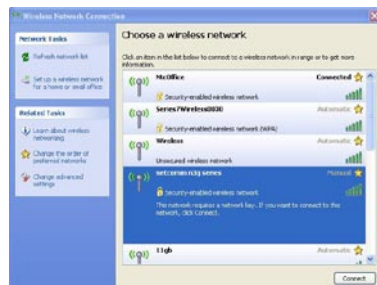 Wireless Network Connection
Network Tasks
Refresh network list
Set up a wireless network
for a home or small office
Related Tasks
Learn about wireless
networking
Change the order of
preferred networks
Change advanced
settings
Choose a wireless network
Click an item in the list below to connect to a wireless network in range or to get more
information.
Connected
Security-enabled wireless network
Automatic
Security-enabled wireless network (WPA)
Wireless
Automatic
Unsecured wireless network
netcomm n3g series
Manual
Security-enabled wireless network
This network requires a network key. If you want to connect to this
network, click Connect.
11gb
Automatic
Connect